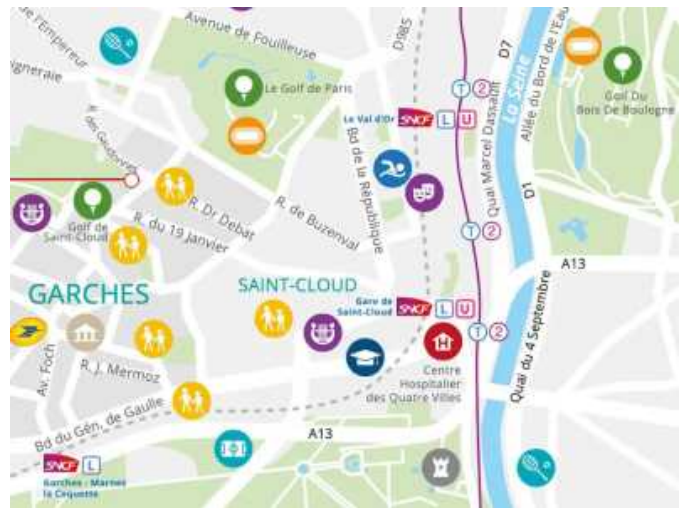 de l'Empereur
Avenue de Fouilleuse
D985
D7
La Seine
Allée du Bord de l'Eau
igneraie
Le Golf de Paris
Golf Du
Bois De Boulogne
R. des
Le Val d'Or SNCF L U
T 2
Quai Marcel Dassault
Bd de la République
D1
R. Dr Debat
R. de Buzenval
Golf de
Saint-Cloud
R. du 19 Janvier
T 2
A13
GARCHES
SAINT-CLOUD
Gare de
Saint-Cloud
SNCF L U
T 2
Quai du 4 Septembre
Av. Foch
R. J. Mermoz
H
Centre
Hospitalier
des Quatre Villes
Bd du Gén. de Gaulle
A13
SNCF L
Garches - Marnes
la Coquette